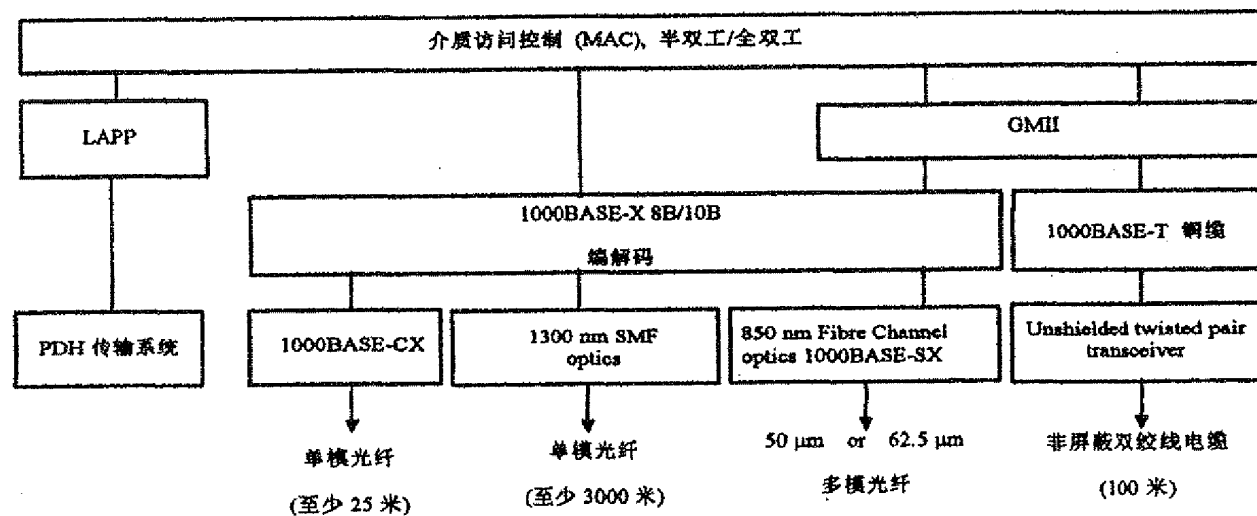 介质访问控制 (MAC), 半双工/全双工
LAPP
GMII
1000BASE-X 8B/10B
编解码
1000BASE-T 铜缆
PDH 传输系统
1000BASE-CX
1300 nm SMF
optics
850 nm Fibre Channel
optics 1000BASE-SX
Unshielded twisted pair
transceiver
单模光纤
(至少 25 米)
单模光纤
(至少 3000 米)
50 μm or 62.5 μm
多模光纤
非屏蔽双绞线电缆
(100 米)